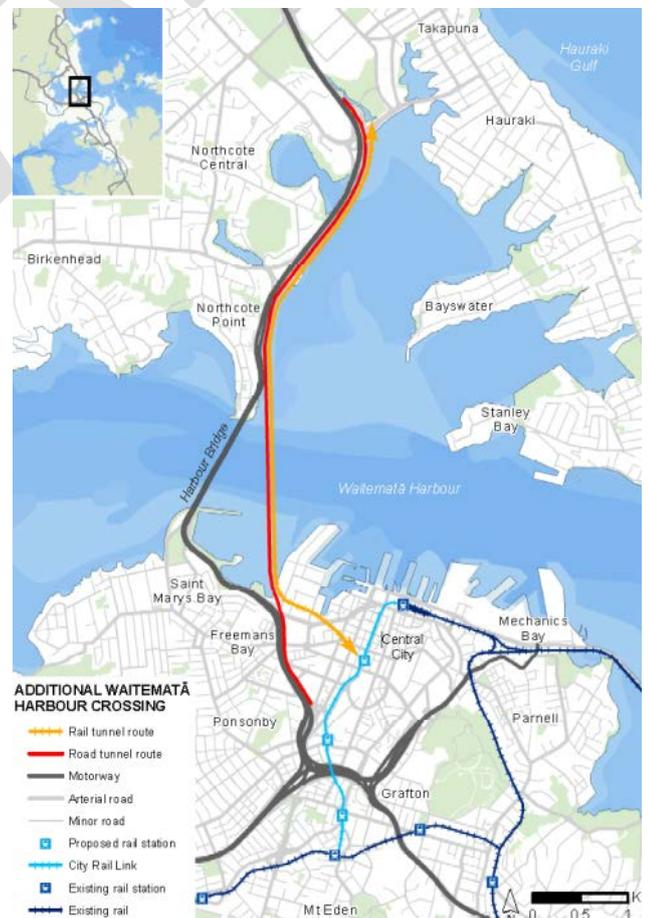 Takapuna
Hauraki
Gulf
Hauraki
Northcote
Central
Birkenhead
Northcote
Point
Bayswater
Stanley
Bay
Harbour Bridge
Waitematā Harbour
Saint
Marys Bay
Freemans
Bay
Central
City
Mechanics
Bay
Ponsonby
Parnell
Grafton
Mt Eden
ADDITIONAL WAITEMATĀ
HARBOUR CROSSING
Rail tunnel route
Road tunnel route
Motorway
Arterial road
Minor road
Proposed rail station
City Rail Link
Existing rail station
Existing rail
N
0 0.5 1
K